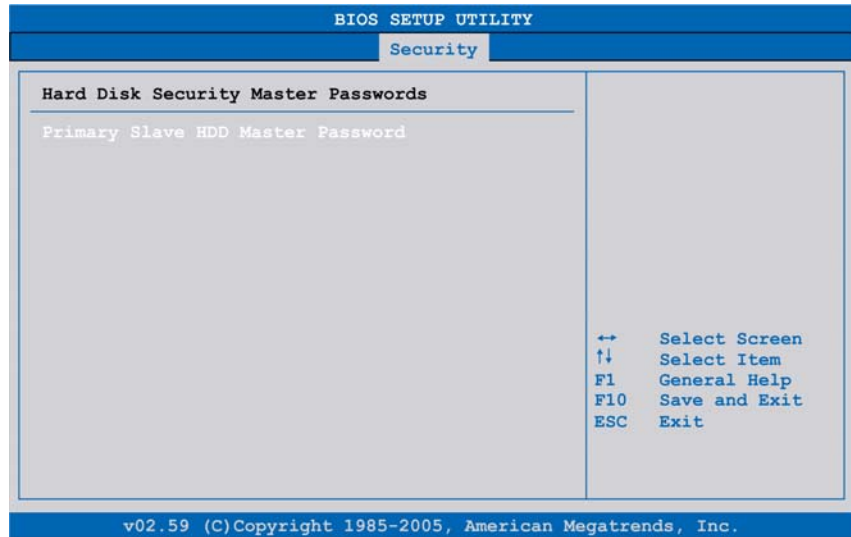 BIOS SETUP UTILITY
Security
Hard Disk Security Master Passwords
Primary Slave HDD Master Password
↔ Select Screen
↑↓ Select Item
F1 General Help
F10 Save and Exit
ESC Exit
v02.59 (C)Copyright 1985-2005, American Megatrends, Inc.